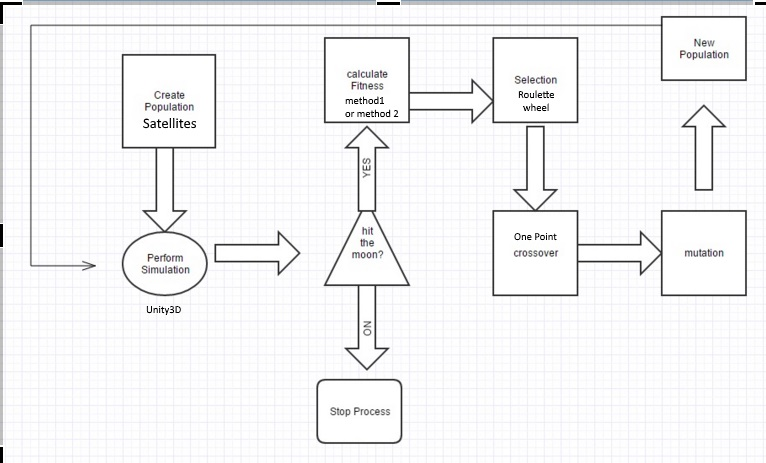 Create
Population
Satellites
Perform
Simulation
Unity3D
hit
the
moon?
YES
NO
Stop Process
calculate
Fitness
method1
or method 2
Selection
Roulette
wheel
One Point
crossover
mutation
New
Population